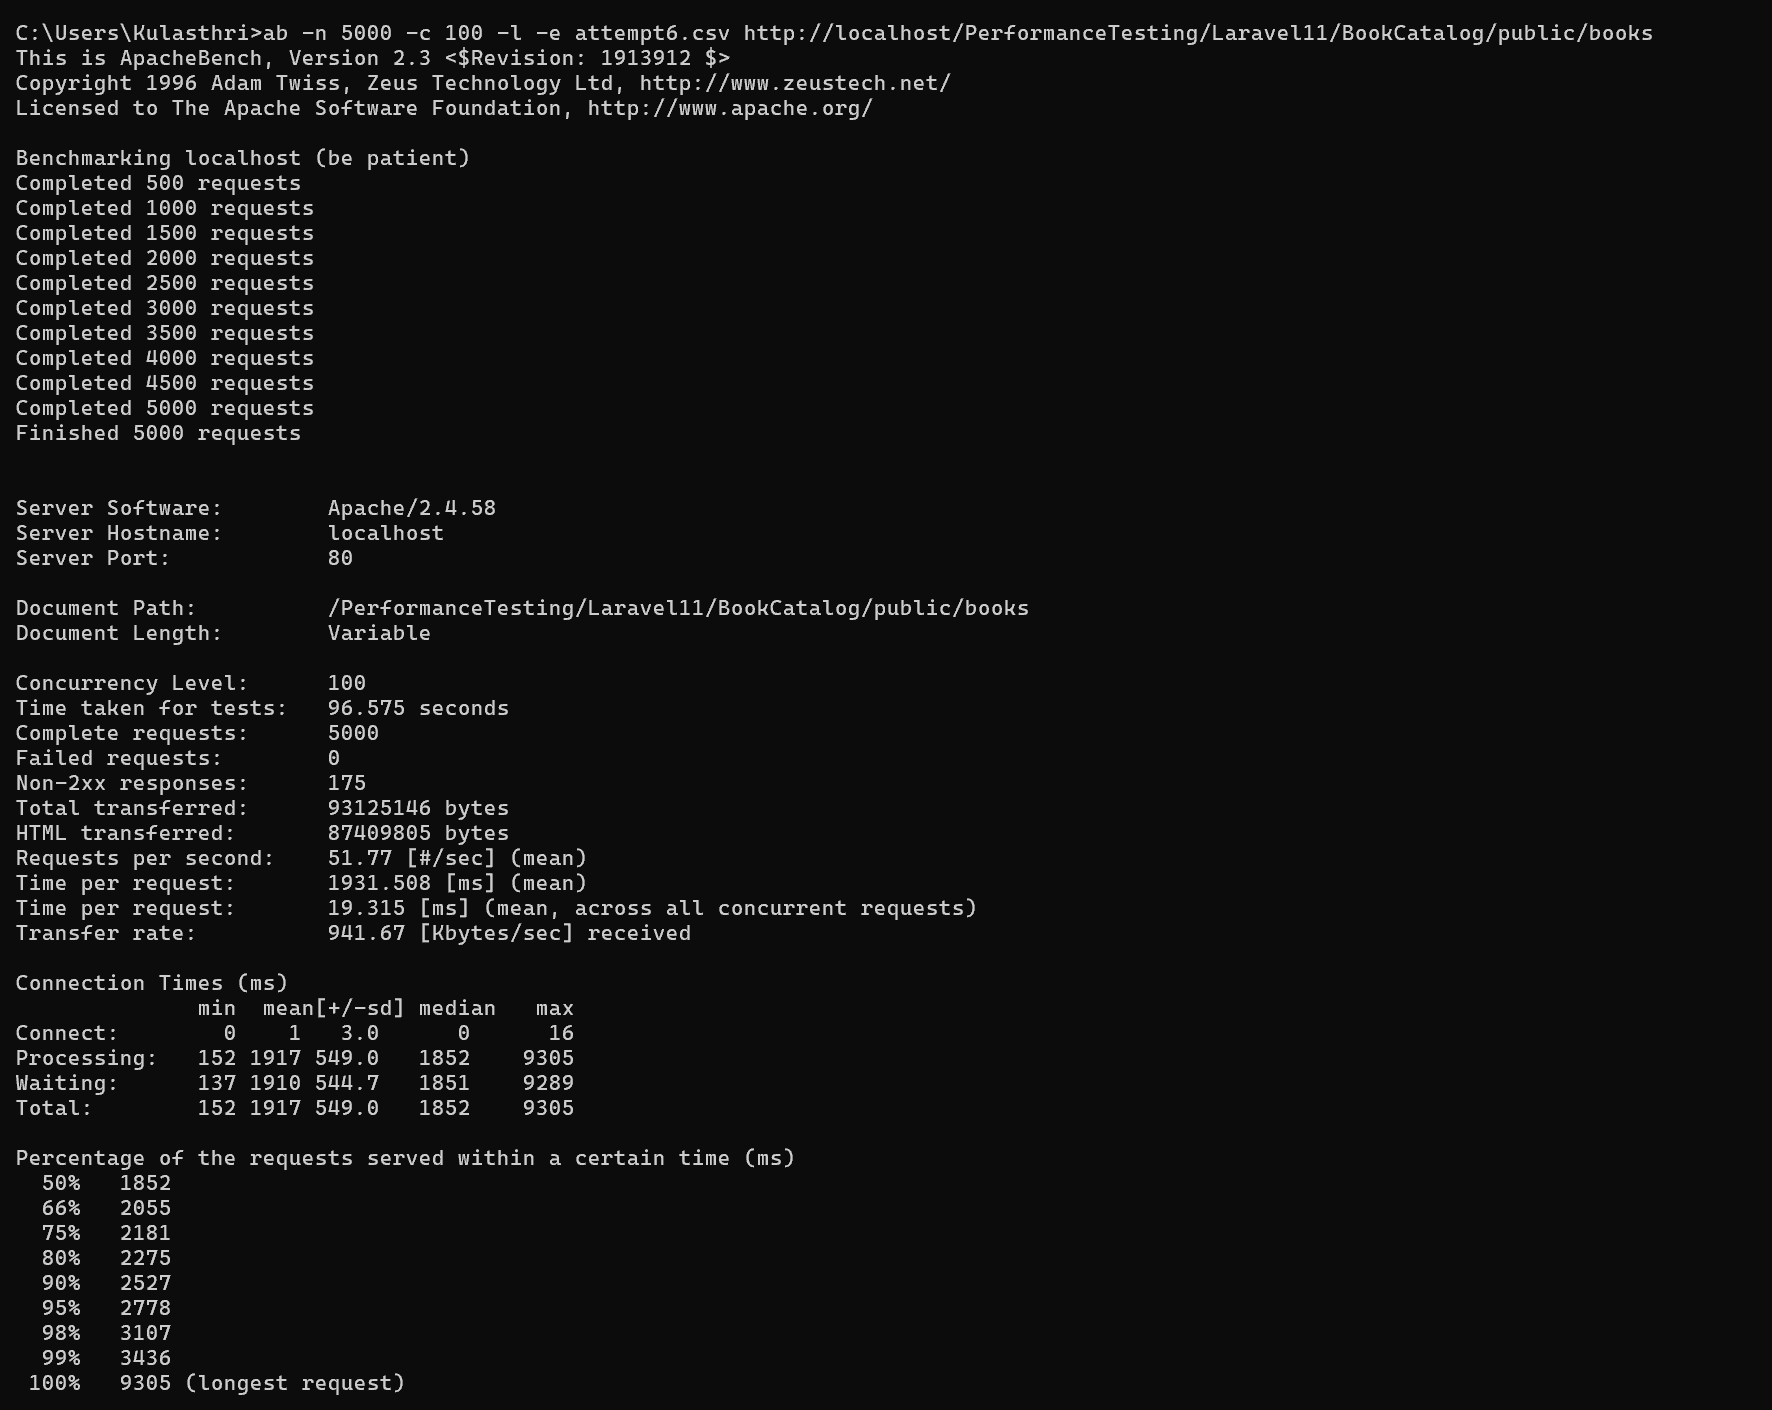 C:\Users\Kulasthri>ab -n 5000 -c 100 -l -e attempt6.csv http://localhost/PerformanceTesting/Laravel11/BookCatalog/public/books
This is ApacheBench, Version 2.3 <$Revision: 1913912 $>
Copyright 1996 Adam Twiss, Zeus Technology Ltd, http://www.zeustech.net/
Licensed to The Apache Software Foundation, http://www.apache.org/

Benchmarking localhost (be patient)
Completed 500 requests
Completed 1000 requests
Completed 1500 requests
Completed 2000 requests
Completed 2500 requests
Completed 3000 requests
Completed 3500 requests
Completed 4000 requests
Completed 4500 requests
Completed 5000 requests
Finished 5000 requests


Server Software:        Apache/2.4.58
Server Hostname:        localhost
Server Port:            80

Document Path:          /PerformanceTesting/Laravel11/BookCatalog/public/books
Document Length:        Variable

Concurrency Level:      100
Time taken for tests:   96.575 seconds
Complete requests:      5000
Failed requests:        0
Non-2xx responses:      175
Total transferred:      93125146 bytes
HTML transferred:       87409805 bytes
Requests per second:    51.77 [#/sec] (mean)
Time per request:       1931.508 [ms] (mean)
Time per request:       19.315 [ms] (mean, across all concurrent requests)
Transfer rate:          941.67 [Kbytes/sec] received

Connection Times (ms)
              min  mean[+/-sd] median   max
Connect:        0    1   3.0      0      16
Processing:   152 1917 549.0   1852    9305
Waiting:      137 1910 544.7   1851    9289
Total:        152 1917 549.0   1852    9305

Percentage of the requests served within a certain time (ms)
  50%   1852
  66%   2055
  75%   2181
  80%   2275
  90%   2527
  95%   2778
  98%   3107
  99%   3436
 100%   9305 (longest request)